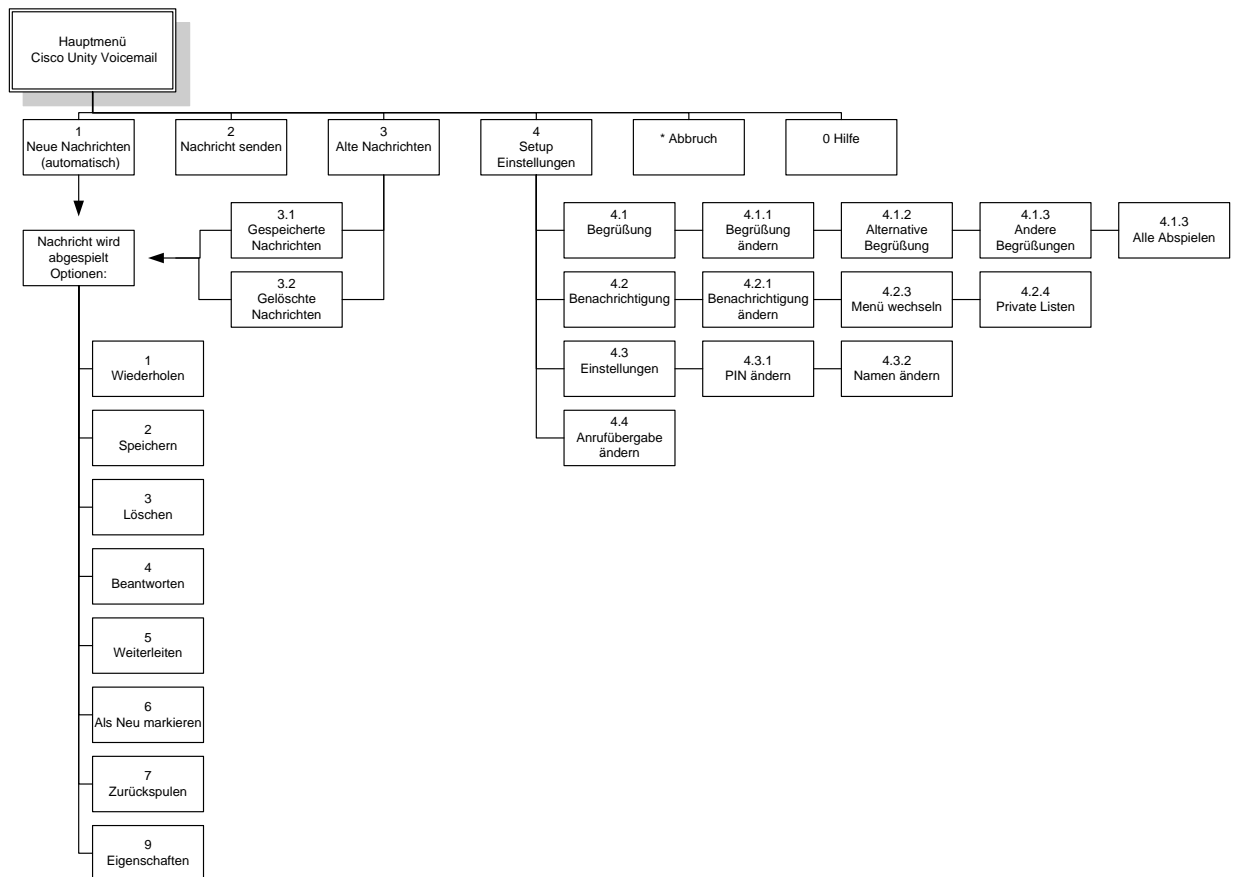 Hauptmenü
Cisco Unity Voicemail
1
Neue Nachrichten
(automatisch)
2
Nachricht senden
3
Alte Nachrichten
4
Setup
Einstellungen
* Abbruch
0 Hilfe
Nachricht wird
abgespielt
Optionen:
3.1
Gespeicherte
Nachrichten
3.2
Gelöschte
Nachrichten
4.1
Begrüßung
4.1.1
Begrüßung
ändern
4.1.2
Alternative
Begrüßung
4.1.3
Andere
Begrüßungen
4.1.3
Alle Abspielen
4.2
Benachrichtigung
4.2.1
Benachrichtigung
ändern
4.2.3
Menü wechseln
4.2.4
Private Listen
4.3
Einstellungen
4.3.1
PIN ändern
4.3.2
Namen ändern
4.4
Anrufübergabe
ändern
1
Wiederholen
2
Speichern
3
Löschen
4
Beantworten
5
Weiterleiten
6
Als Neu markieren
7
Zurückspulen
9
Eigenschaften